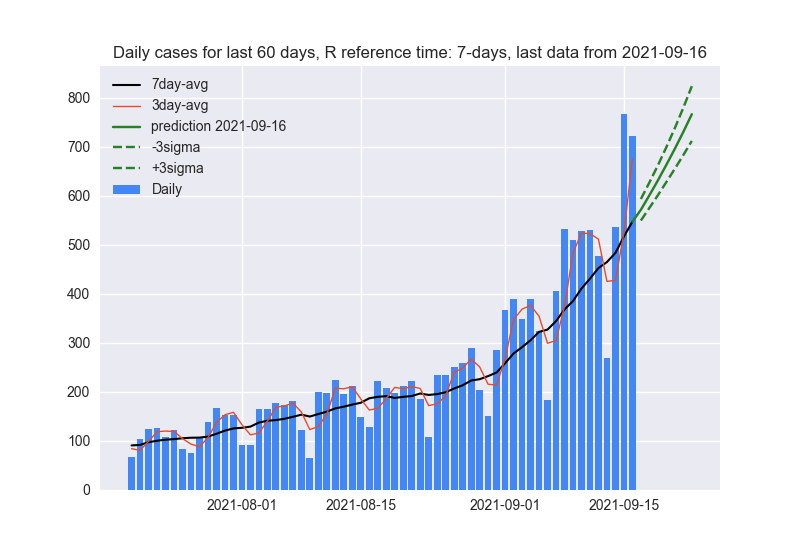 Daily cases for last 60 days, R reference time: 7-days, last data from 2021-09-16
7day-avg
3day-avg
prediction 2021-09-16
-3sigma
+3sigma
Daily
800
700
600
500
400
300
200
100
0
2021-08-01 2021-08-15 2021-09-01 2021-09-15